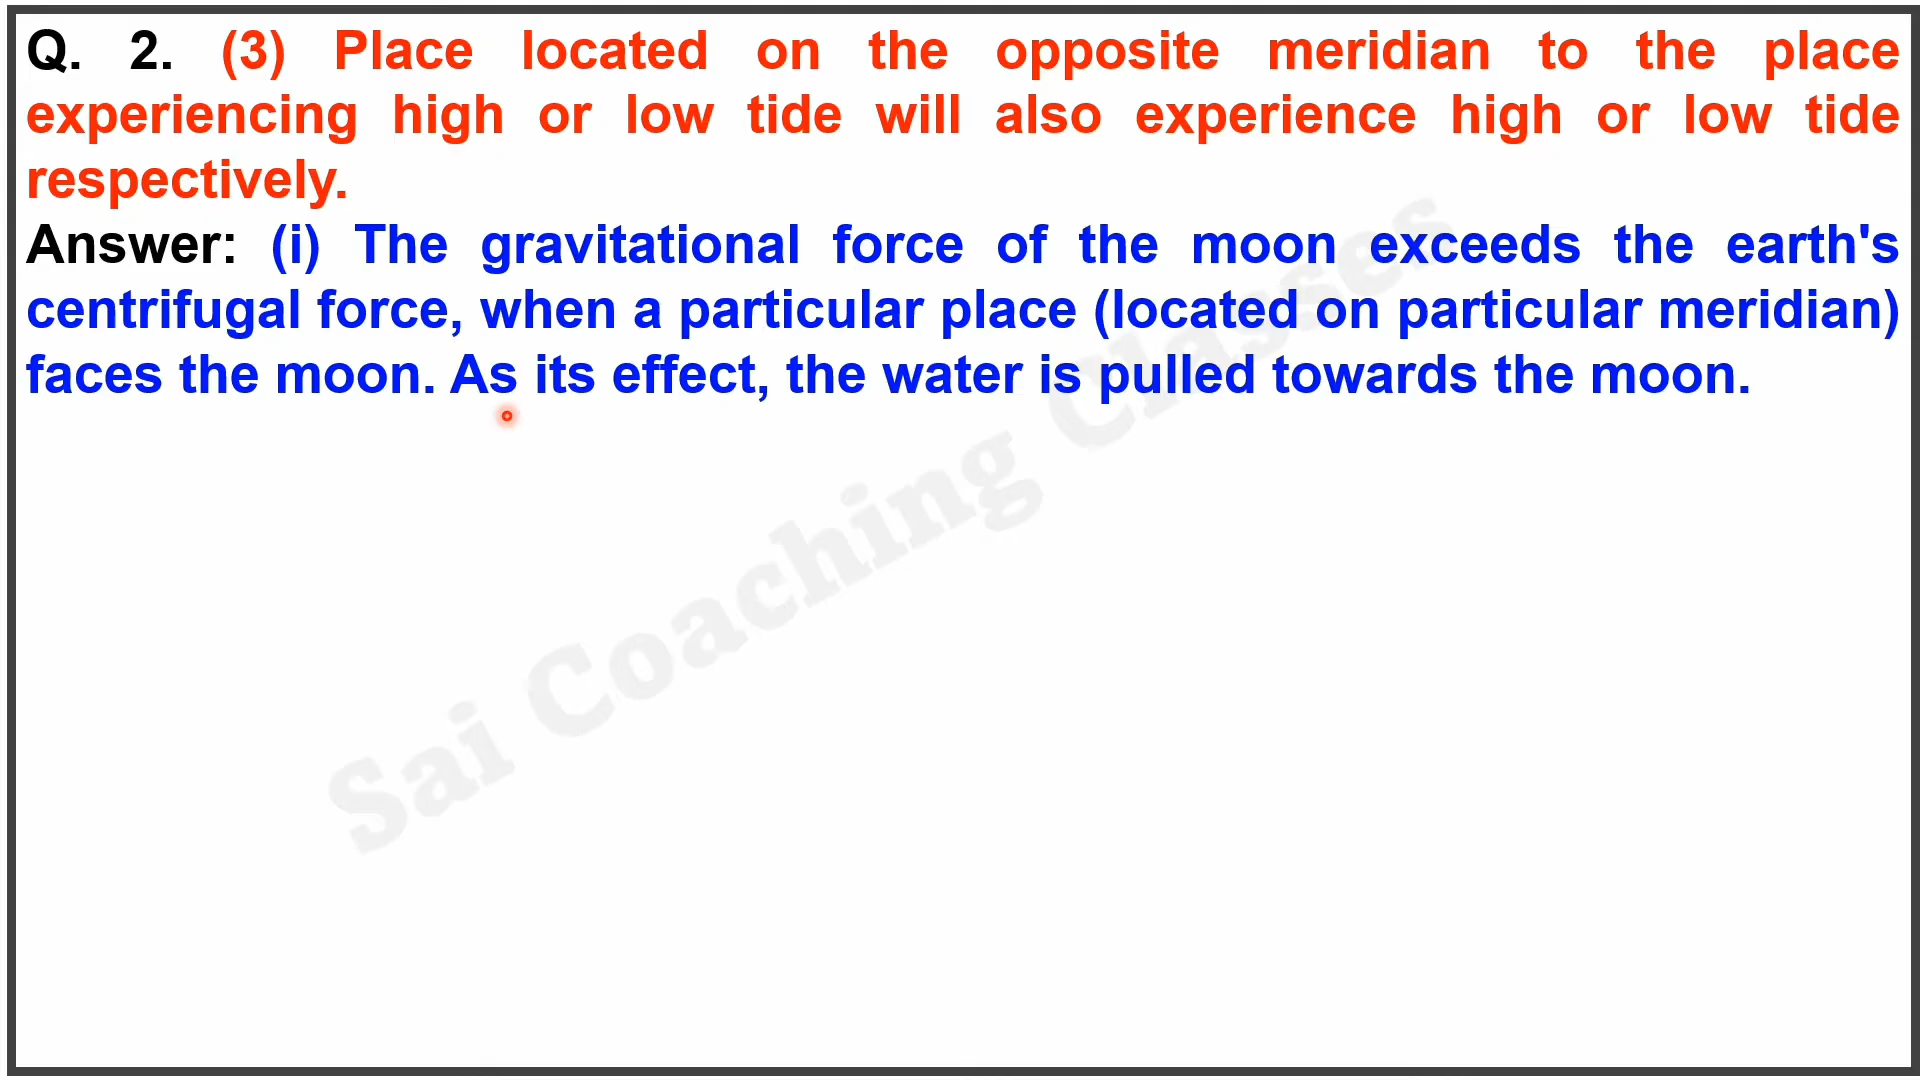 Q. 2. (3) Place located on the opposite meridian to the place
experiencing high or low tide will also experience high or low tide
respectively.
Answer: (i) The gravitational force of the moon exceeds the earth's
centrifugal force, when a particular place (located on particular meridian)
faces the moon. As its effect, the water is pulled towards the moon.
Sai Coaching Classes